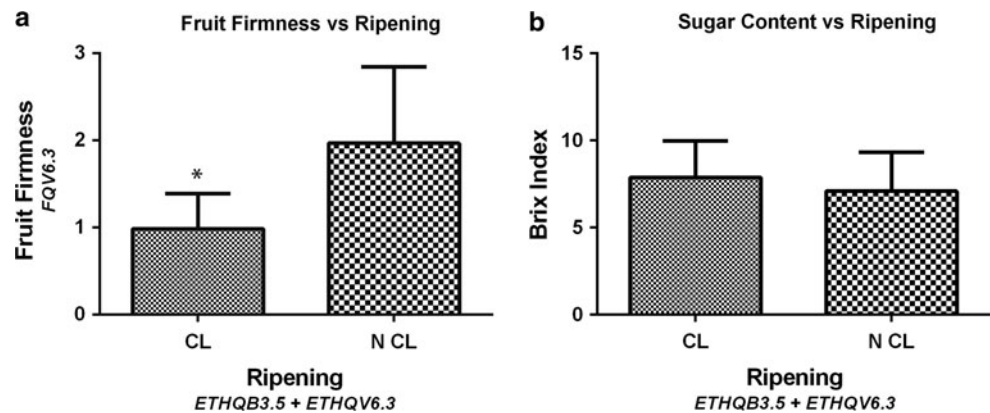 a
Fruit Firmness vs Ripening
3
2
1
0
Fruit Firmness
FQV6.3
*
CL
N CL
Ripening
ETHQB3.5 + ETHQV6.3
b
Sugar Content vs Ripening
15
10
5
0
Brix Index
CL
N CL
Ripening
ETHQB3.5 + ETHQV6.3